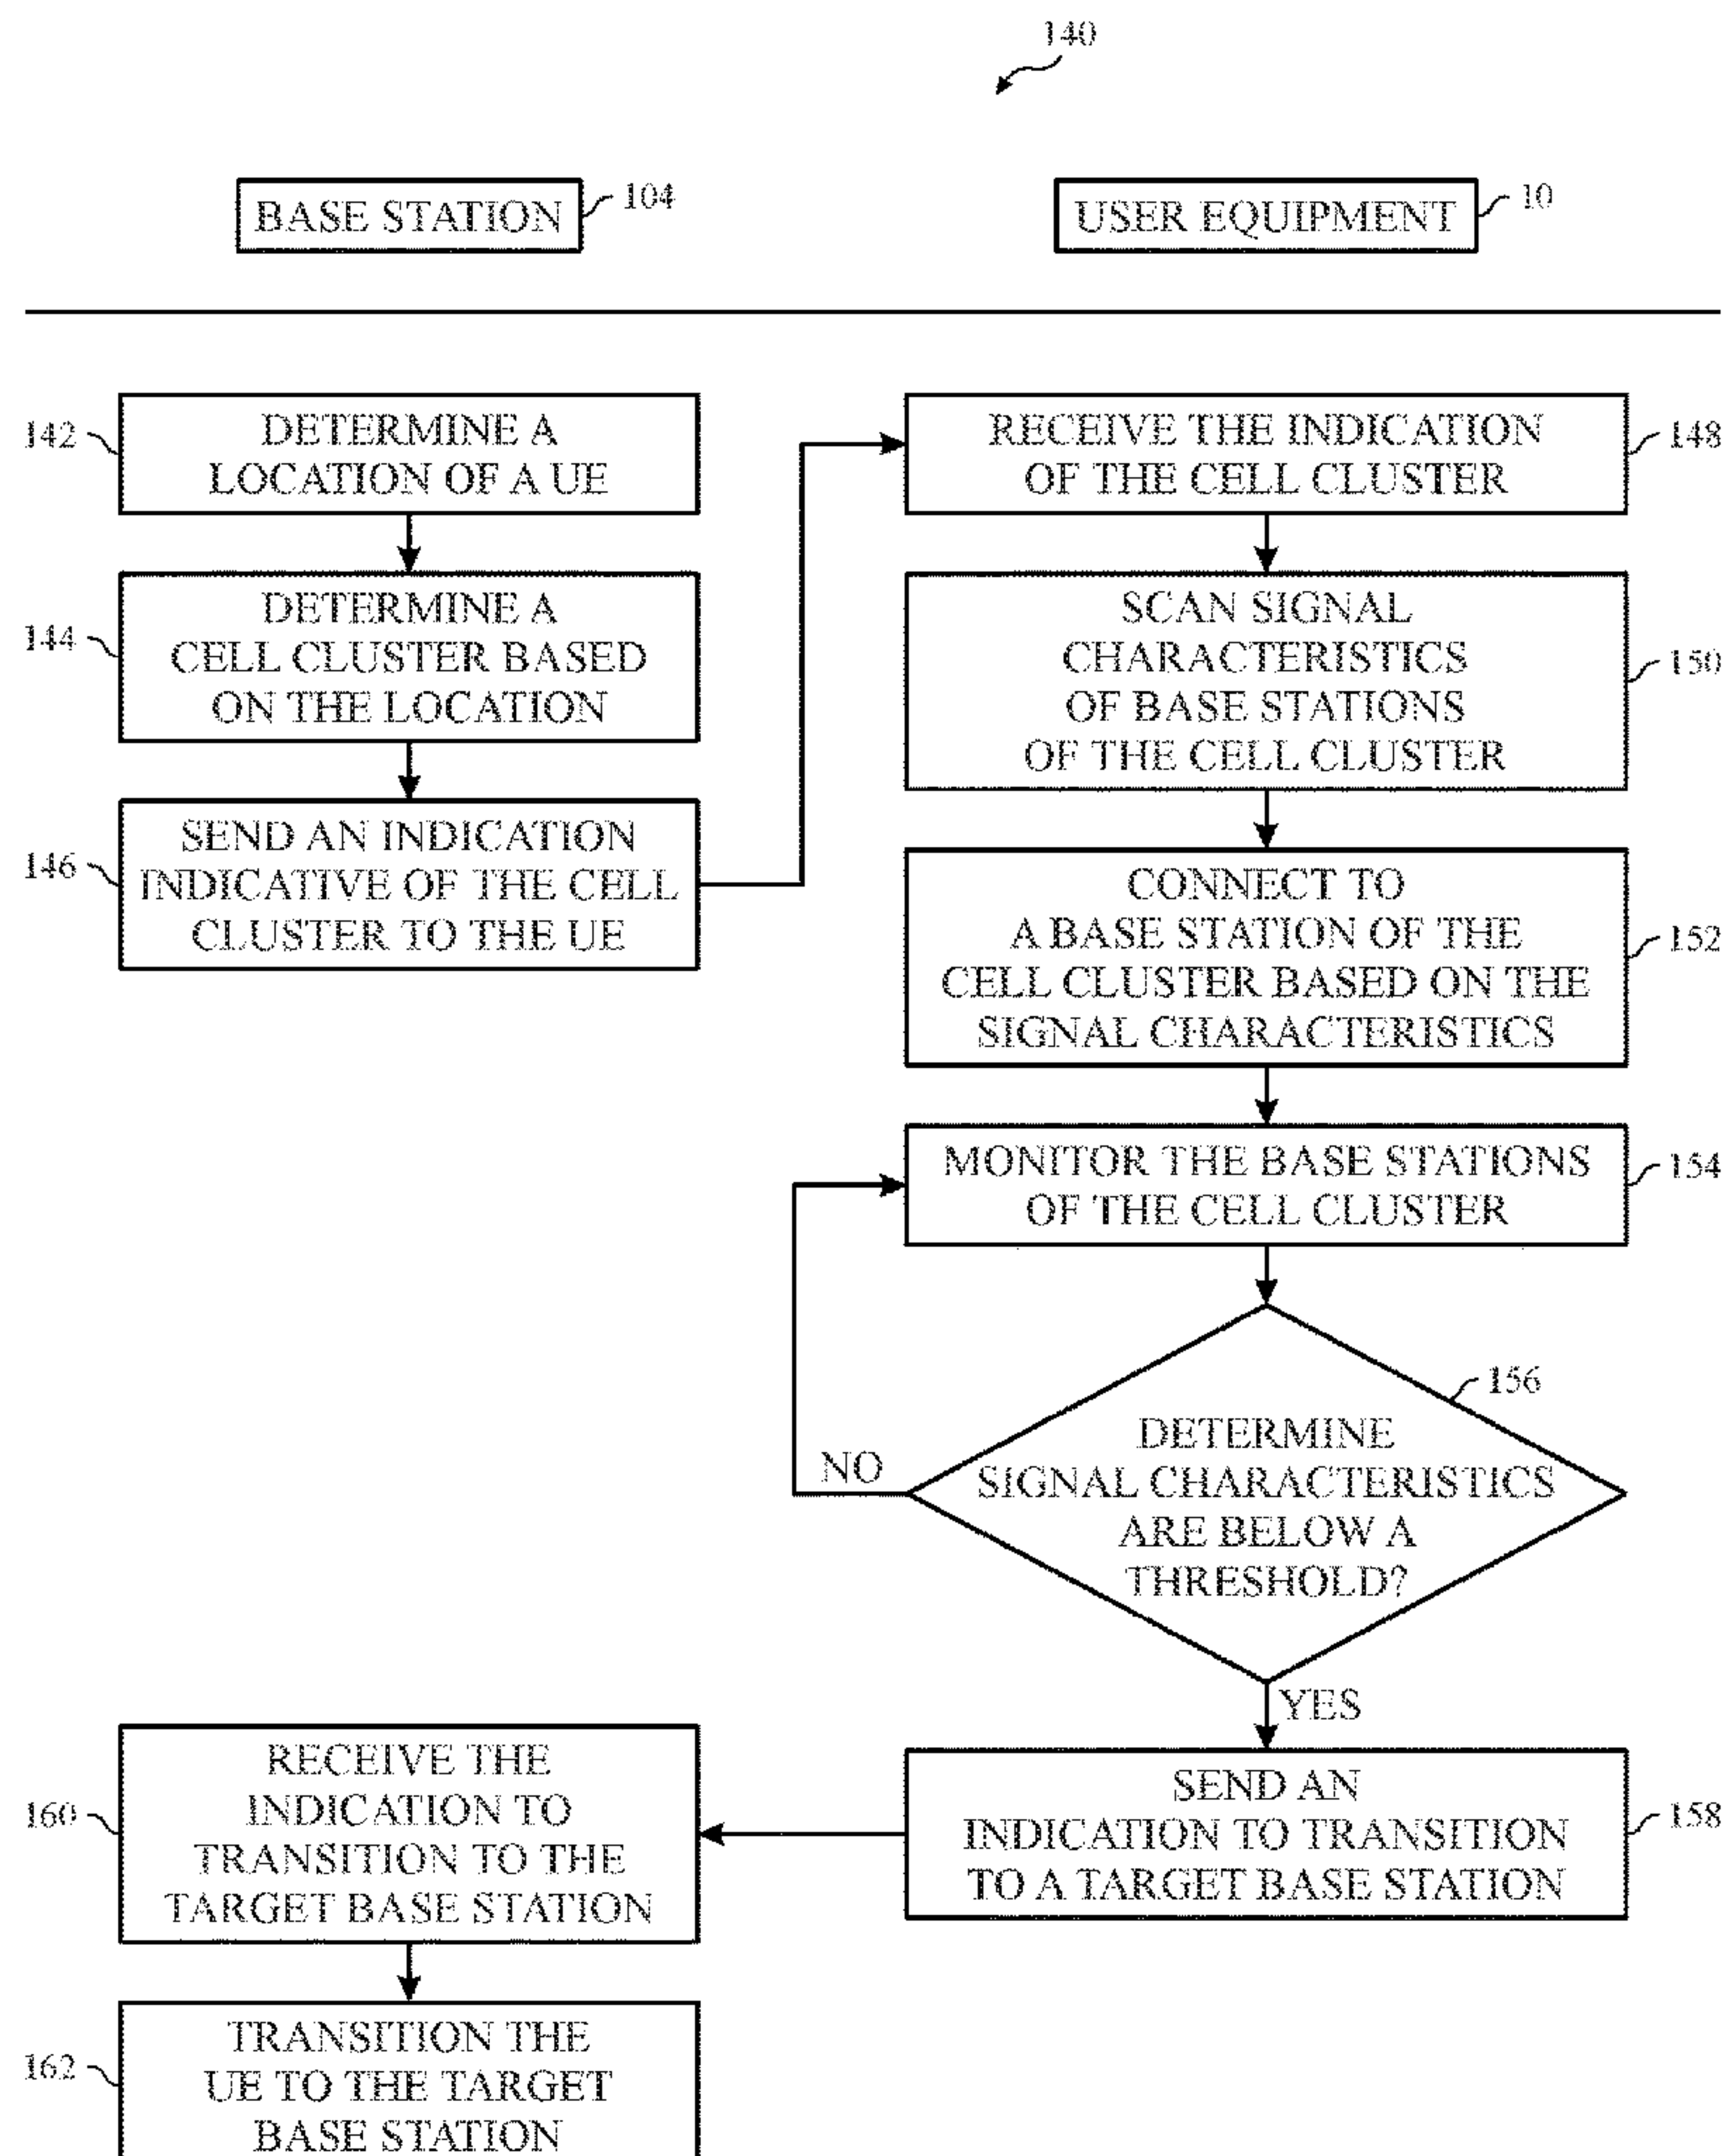 140
BASE STATION
104
USER EQUIPMENT
10
142
DETERMINE A
LOCATION OF A UE
144
DETERMINE A
CELL CLUSTER BASED
ON THE LOCATION
146
SEND AN INDICATION
INDICATIVE OF THE CELL
CLUSTER TO THE UE
RECEIVE THE INDICATION
OF THE CELL CLUSTER
148
SCAN SIGNAL
CHARACTERISTICS
OF BASE STATIONS
OF THE CELL CLUSTER
150
CONNECT TO
A BASE STATION OF THE
CELL CLUSTER BASED ON THE
SIGNAL CHARACTERISTICS
152
MONITOR THE BASE STATIONS
OF THE CELL CLUSTER
154
156
DETERMINE
SIGNAL CHARACTERISTICS
ARE BELOW A
THRESHOLD?
NO
YES
SEND AN
INDICATION TO TRANSITION
TO A TARGET BASE STATION
158
160
RECEIVE THE
INDICATION TO
TRANSITION TO THE
TARGET BASE STATION
162
TRANSITION THE
UE TO THE TARGET
BASE STATION